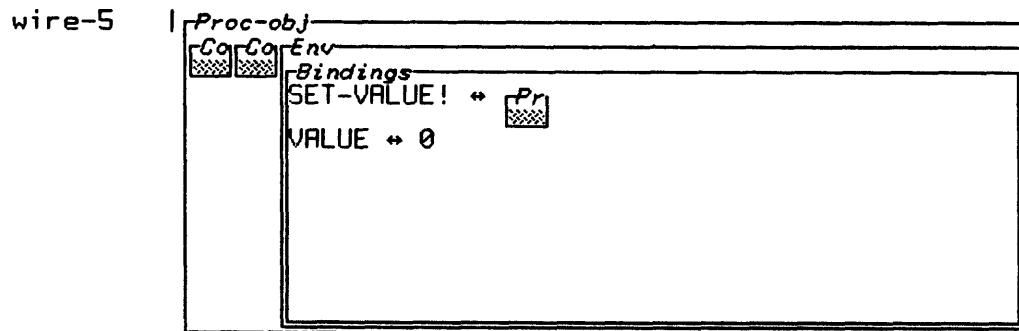 wire-5 | Proc-obj
Co Co Env
Bindings
SET-VALUE! ↔ Pr
VALUE ↔ 0